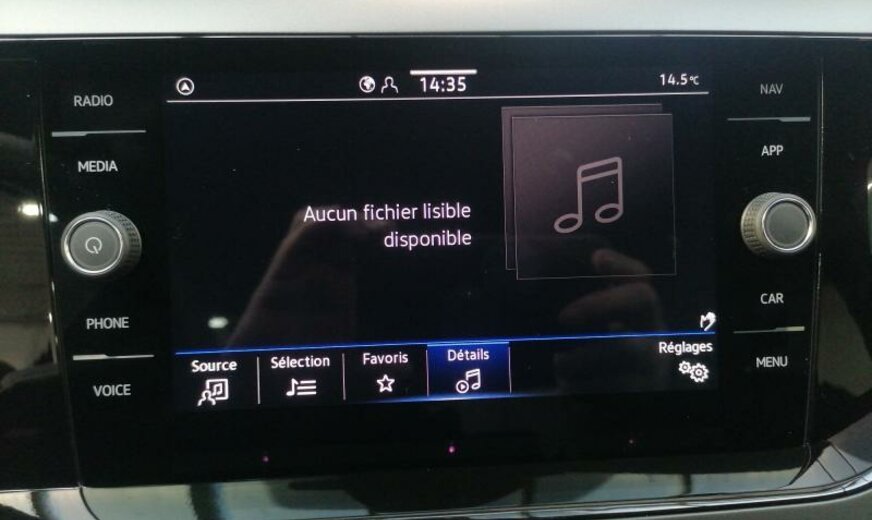 14:35
14.5°C
RADIO
MEDIA
PHONE
VOICE
NAV
APP
CAR
MENU
Aucun fichier lisible
disponible
Source
Sélection
Favoris
Détails
Réglages